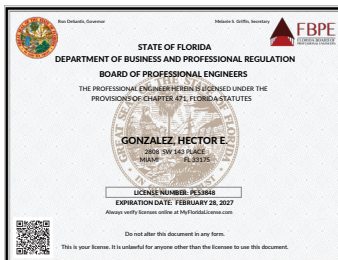 Ron DeSantis, Governor
Melanie S. Griffin, Secretary
FBPE
FLORIDA BOARD OF
PROFESSIONAL ENGINEERS
STATE OF FLORIDA
DEPARTMENT OF BUSINESS AND PROFESSIONAL REGULATION
BOARD OF PROFESSIONAL ENGINEERS
THE PROFESSIONAL ENGINEER HEREIN IS LICENSED UNDER THE
PROVISIONS OF CHAPTER 471, FLORIDA STATUTES
GONZALEZ, HECTOR E.
2808 SW 143 PLACE
MIAMI FL 33175
LICENSE NUMBER: PE53848
EXPIRATION DATE: FEBRUARY 28, 2027
Always verify licenses online at MyFloridaLicense.com
Do not alter this document in any form.
This is your license. It is unlawful for anyone other than the licensee to use this document.